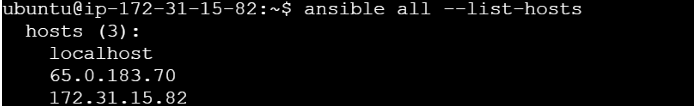 ubuntu@ip-172-31-15-82:~$ ansible all --list-hosts
hosts (3):
localhost
65.0.183.70
172.31.15.82